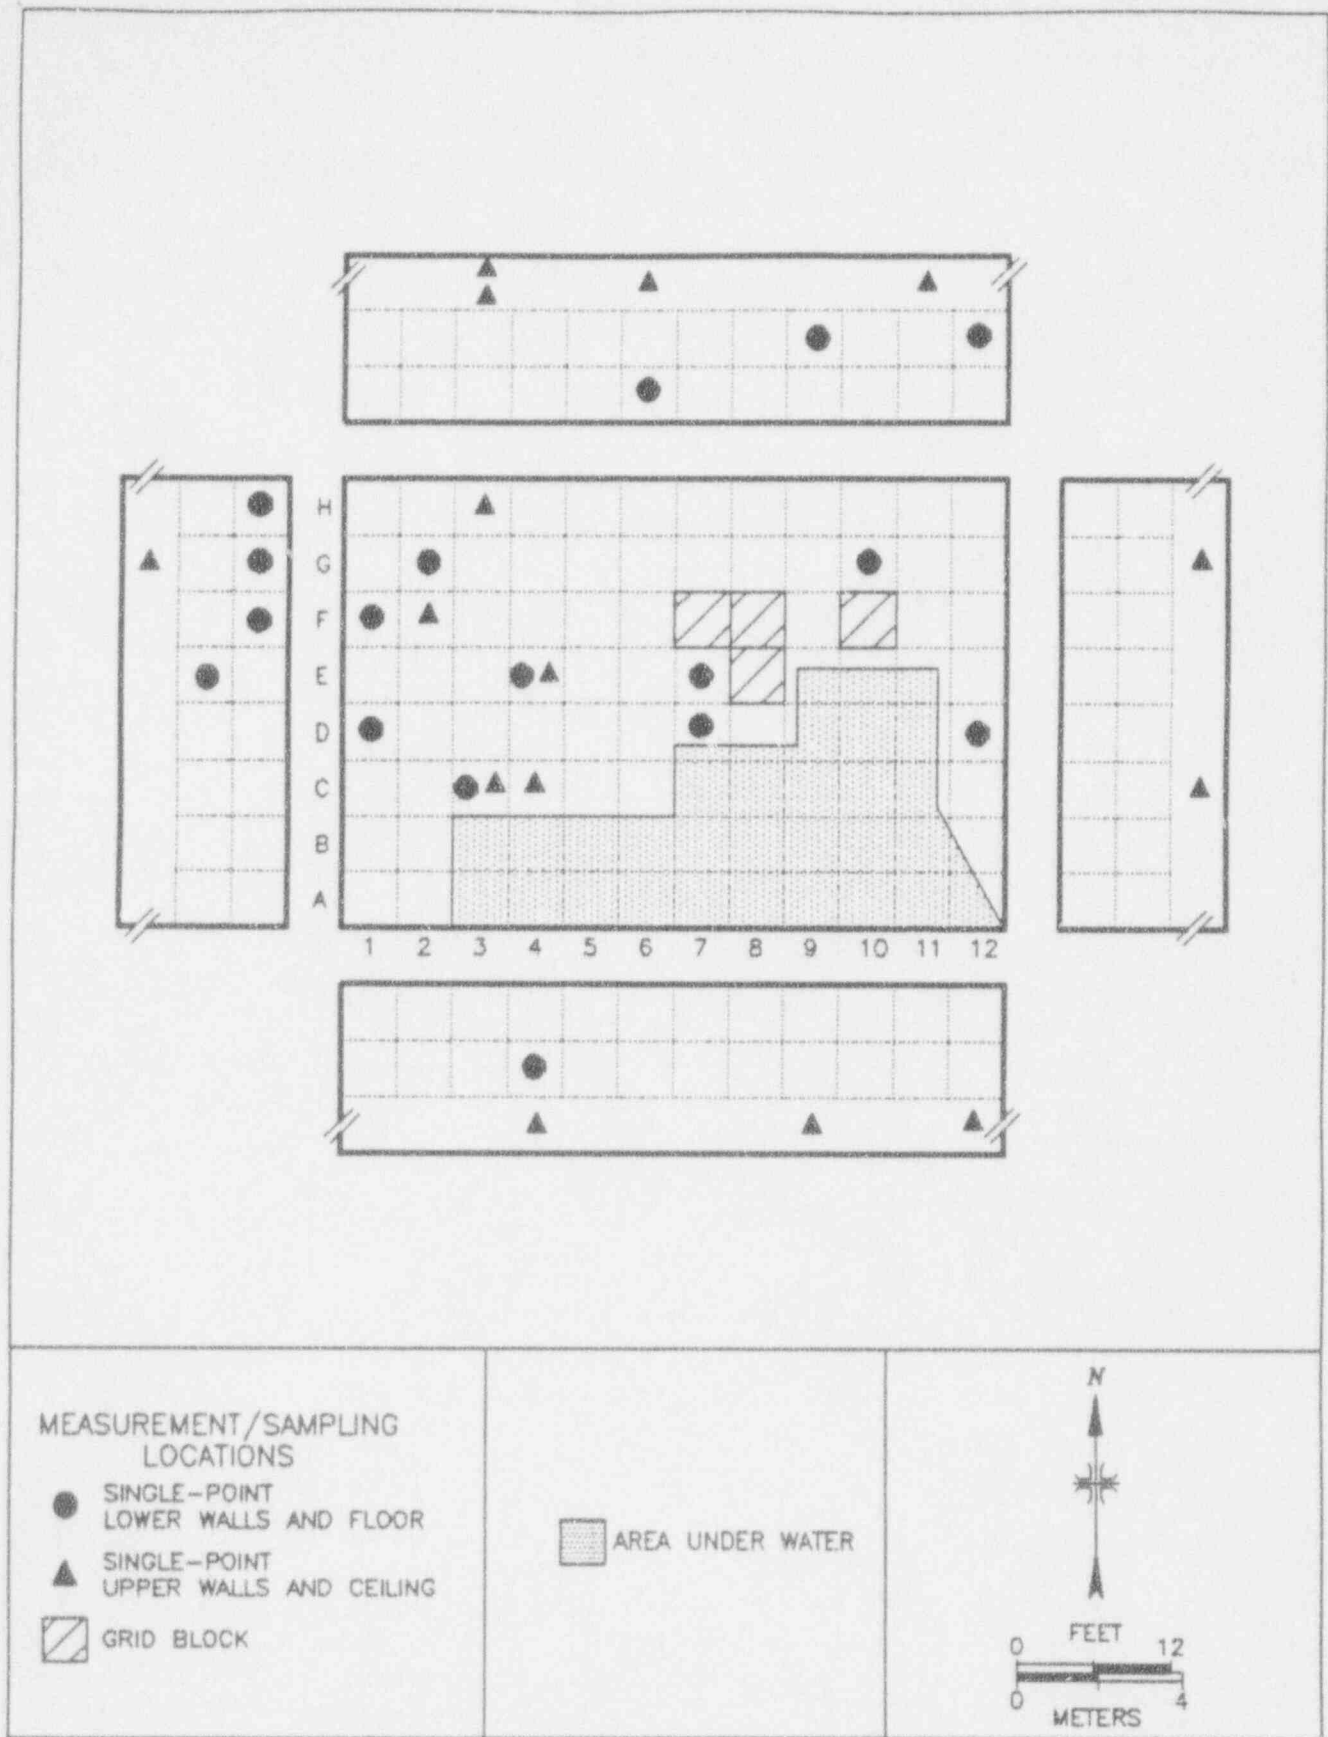 H
G
F
E
D
C
B
A
1 2 3 4 5 6 7 8 9 10 11 12
MEASUREMENT/SAMPLING
LOCATIONS
SINGLE-POINT
LOWER WALLS AND FLOOR
SINGLE-POINT
UPPER WALLS AND CEILING
GRID BLOCK
AREA UNDER WATER
N
FEET
0 12
0 4
METERS